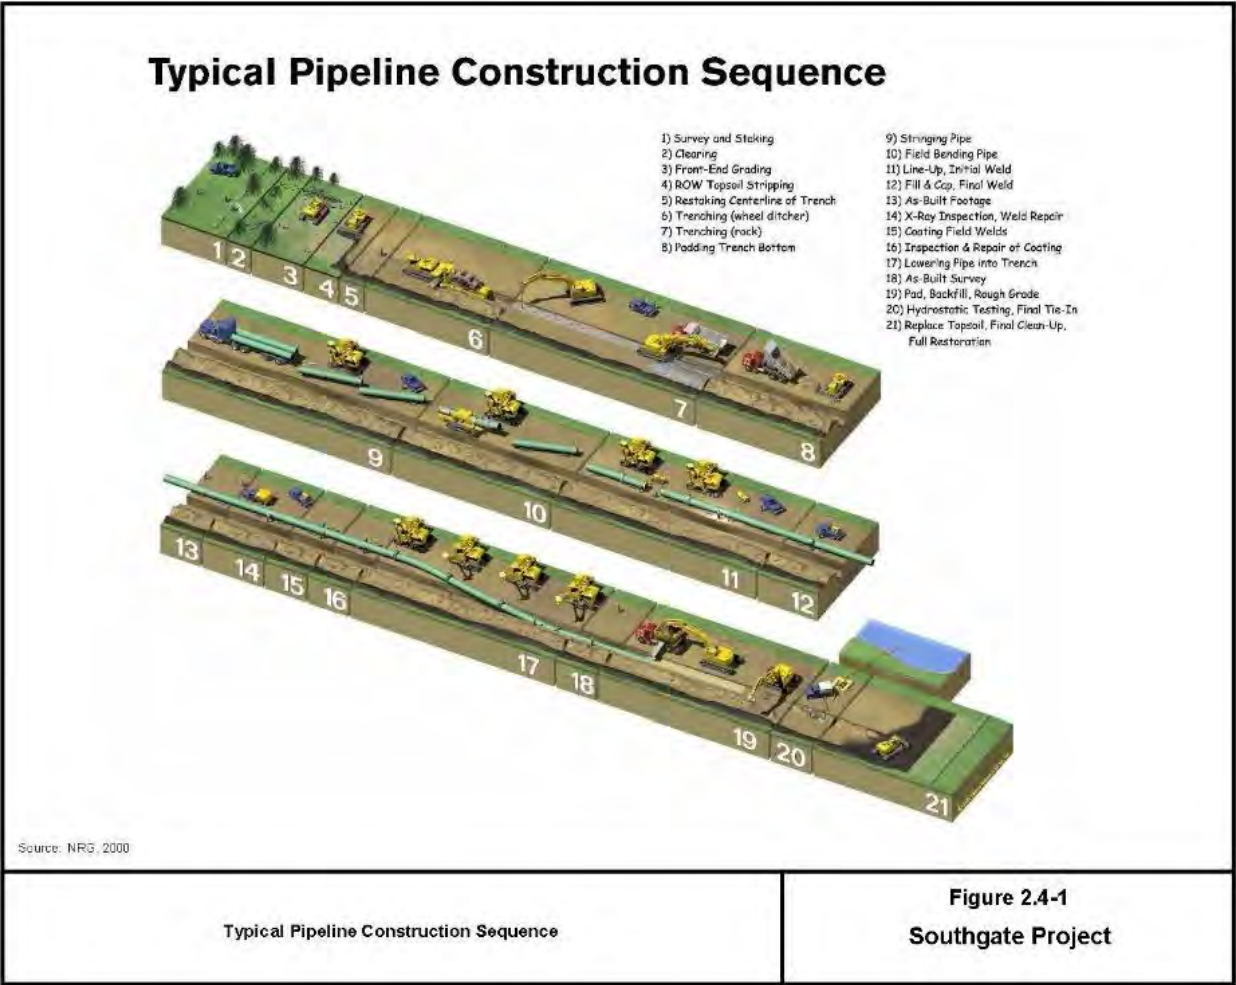 Typical Pipeline Construction Sequence
1) Survey and Staking
2) Clearing
3) Front-End Grading
4) ROW Topsoil Stripping
5) Restaking Centerline of Trench
6) Trenching (wheel ditcher)
7) Trenching (rock)
8) Padding Trench Bottom
9) Stringing Pipe
10) Field Bending Pipe
11) Line-Up, Initial Weld
12) Fill & Cap, Final Weld
13) As-Built Footage
14) X-Ray Inspection, Weld Repair
15) Coating Field Welds
16) Inspection & Repair of Coating
17) Lowering Pipe into Trench
18) As-Built Survey
19) Pad, Backfill, Rough Grade
20) Hydrostatic Testing, Final Tie-In
21) Replace Topsoil, Final Clean-Up,
Full Restoration
1
2
3
4
5
6
7
8
9
10
11
12
13
14
15
16
17
18
19
20
21
Source: NRG, 2000
Typical Pipeline Construction Sequence
Figure 2.4-1
Southgate Project